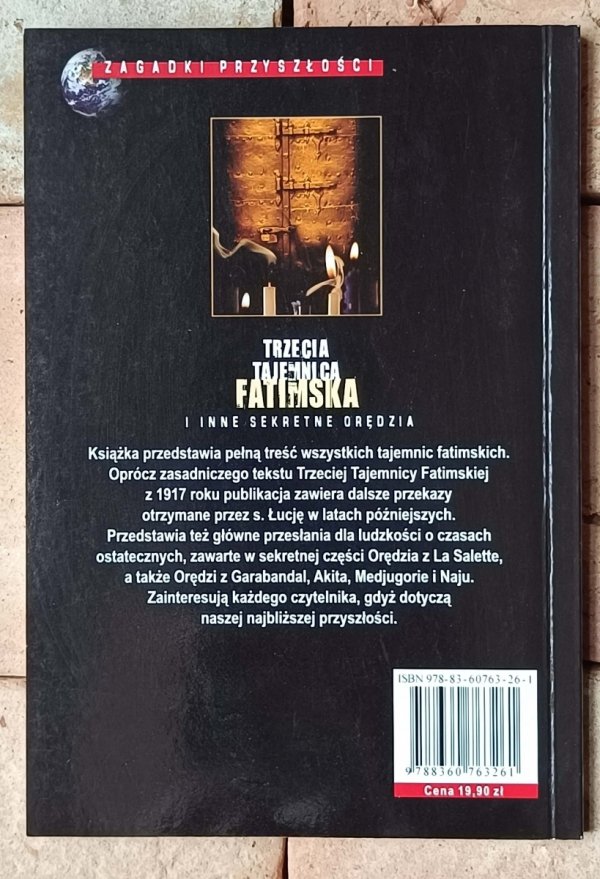 ZAGADKI PRZYSZŁOŚCI
TRZECIA
TAJEMNICA
FATIMSKA
I INNE SEKRETNE ORĘDZIA
Książka przedstawia pełną treść wszystkich tajemnic fatimskich.
Oprócz zasadniczego tekstu Trzeciej Tajemnicy Fatimskiej
z 1917 roku publikacja zawiera dalsze przekazy
otrzymane przez s. Łucję w latach późniejszych.
Przedstawia też główne przesłania dla ludzkości o czasach
ostatecznych, zawarte w sekretnej części Orędzia z La Salette,
a także Orędzi z Garabandal, Akita, Medjugorie i Naju.
Zainteresują każdego czytelnika, gdyż dotyczą
naszej najbliższej przyszłości.
ISBN 978-83-60763-26-1
9 788360 763261
Cena 19,90 zł